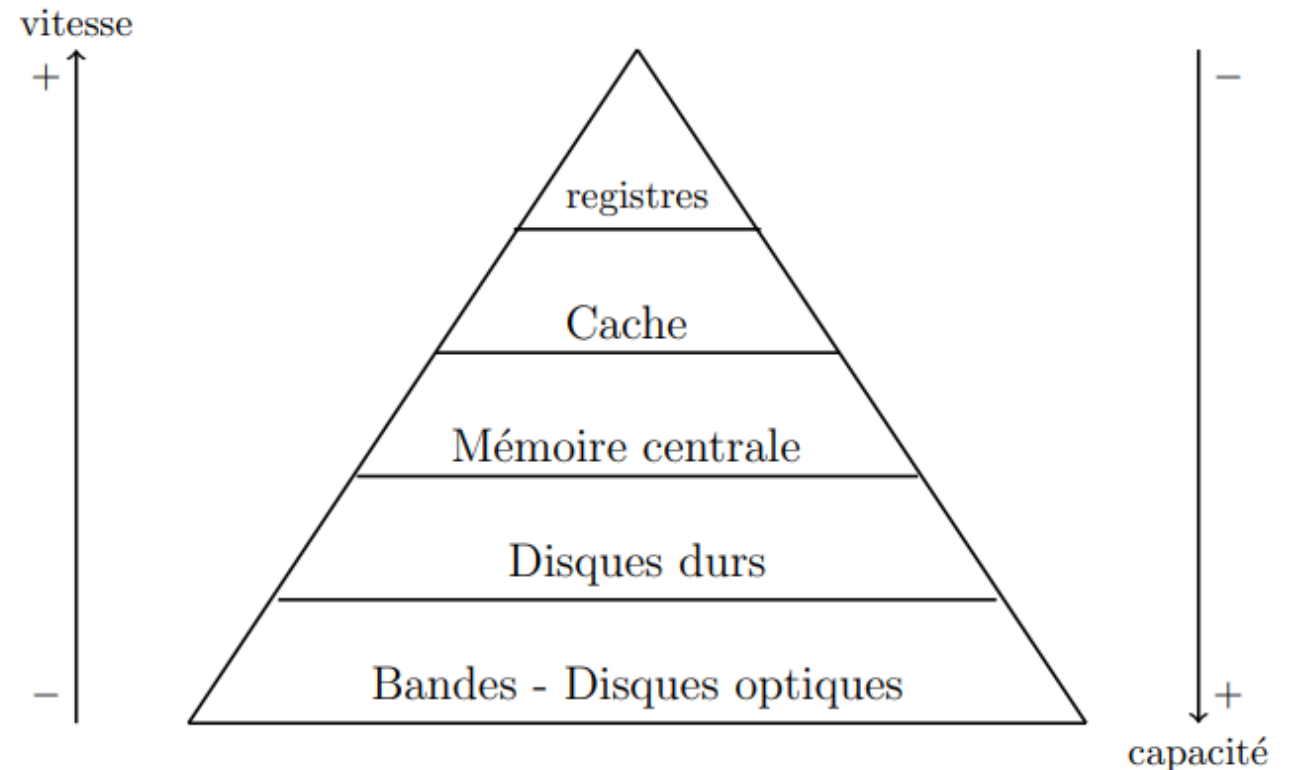 vitesse
+
−
registres
Cache
Mémoire centrale
Disques durs
Bandes - Disques optiques
−
+
capacité